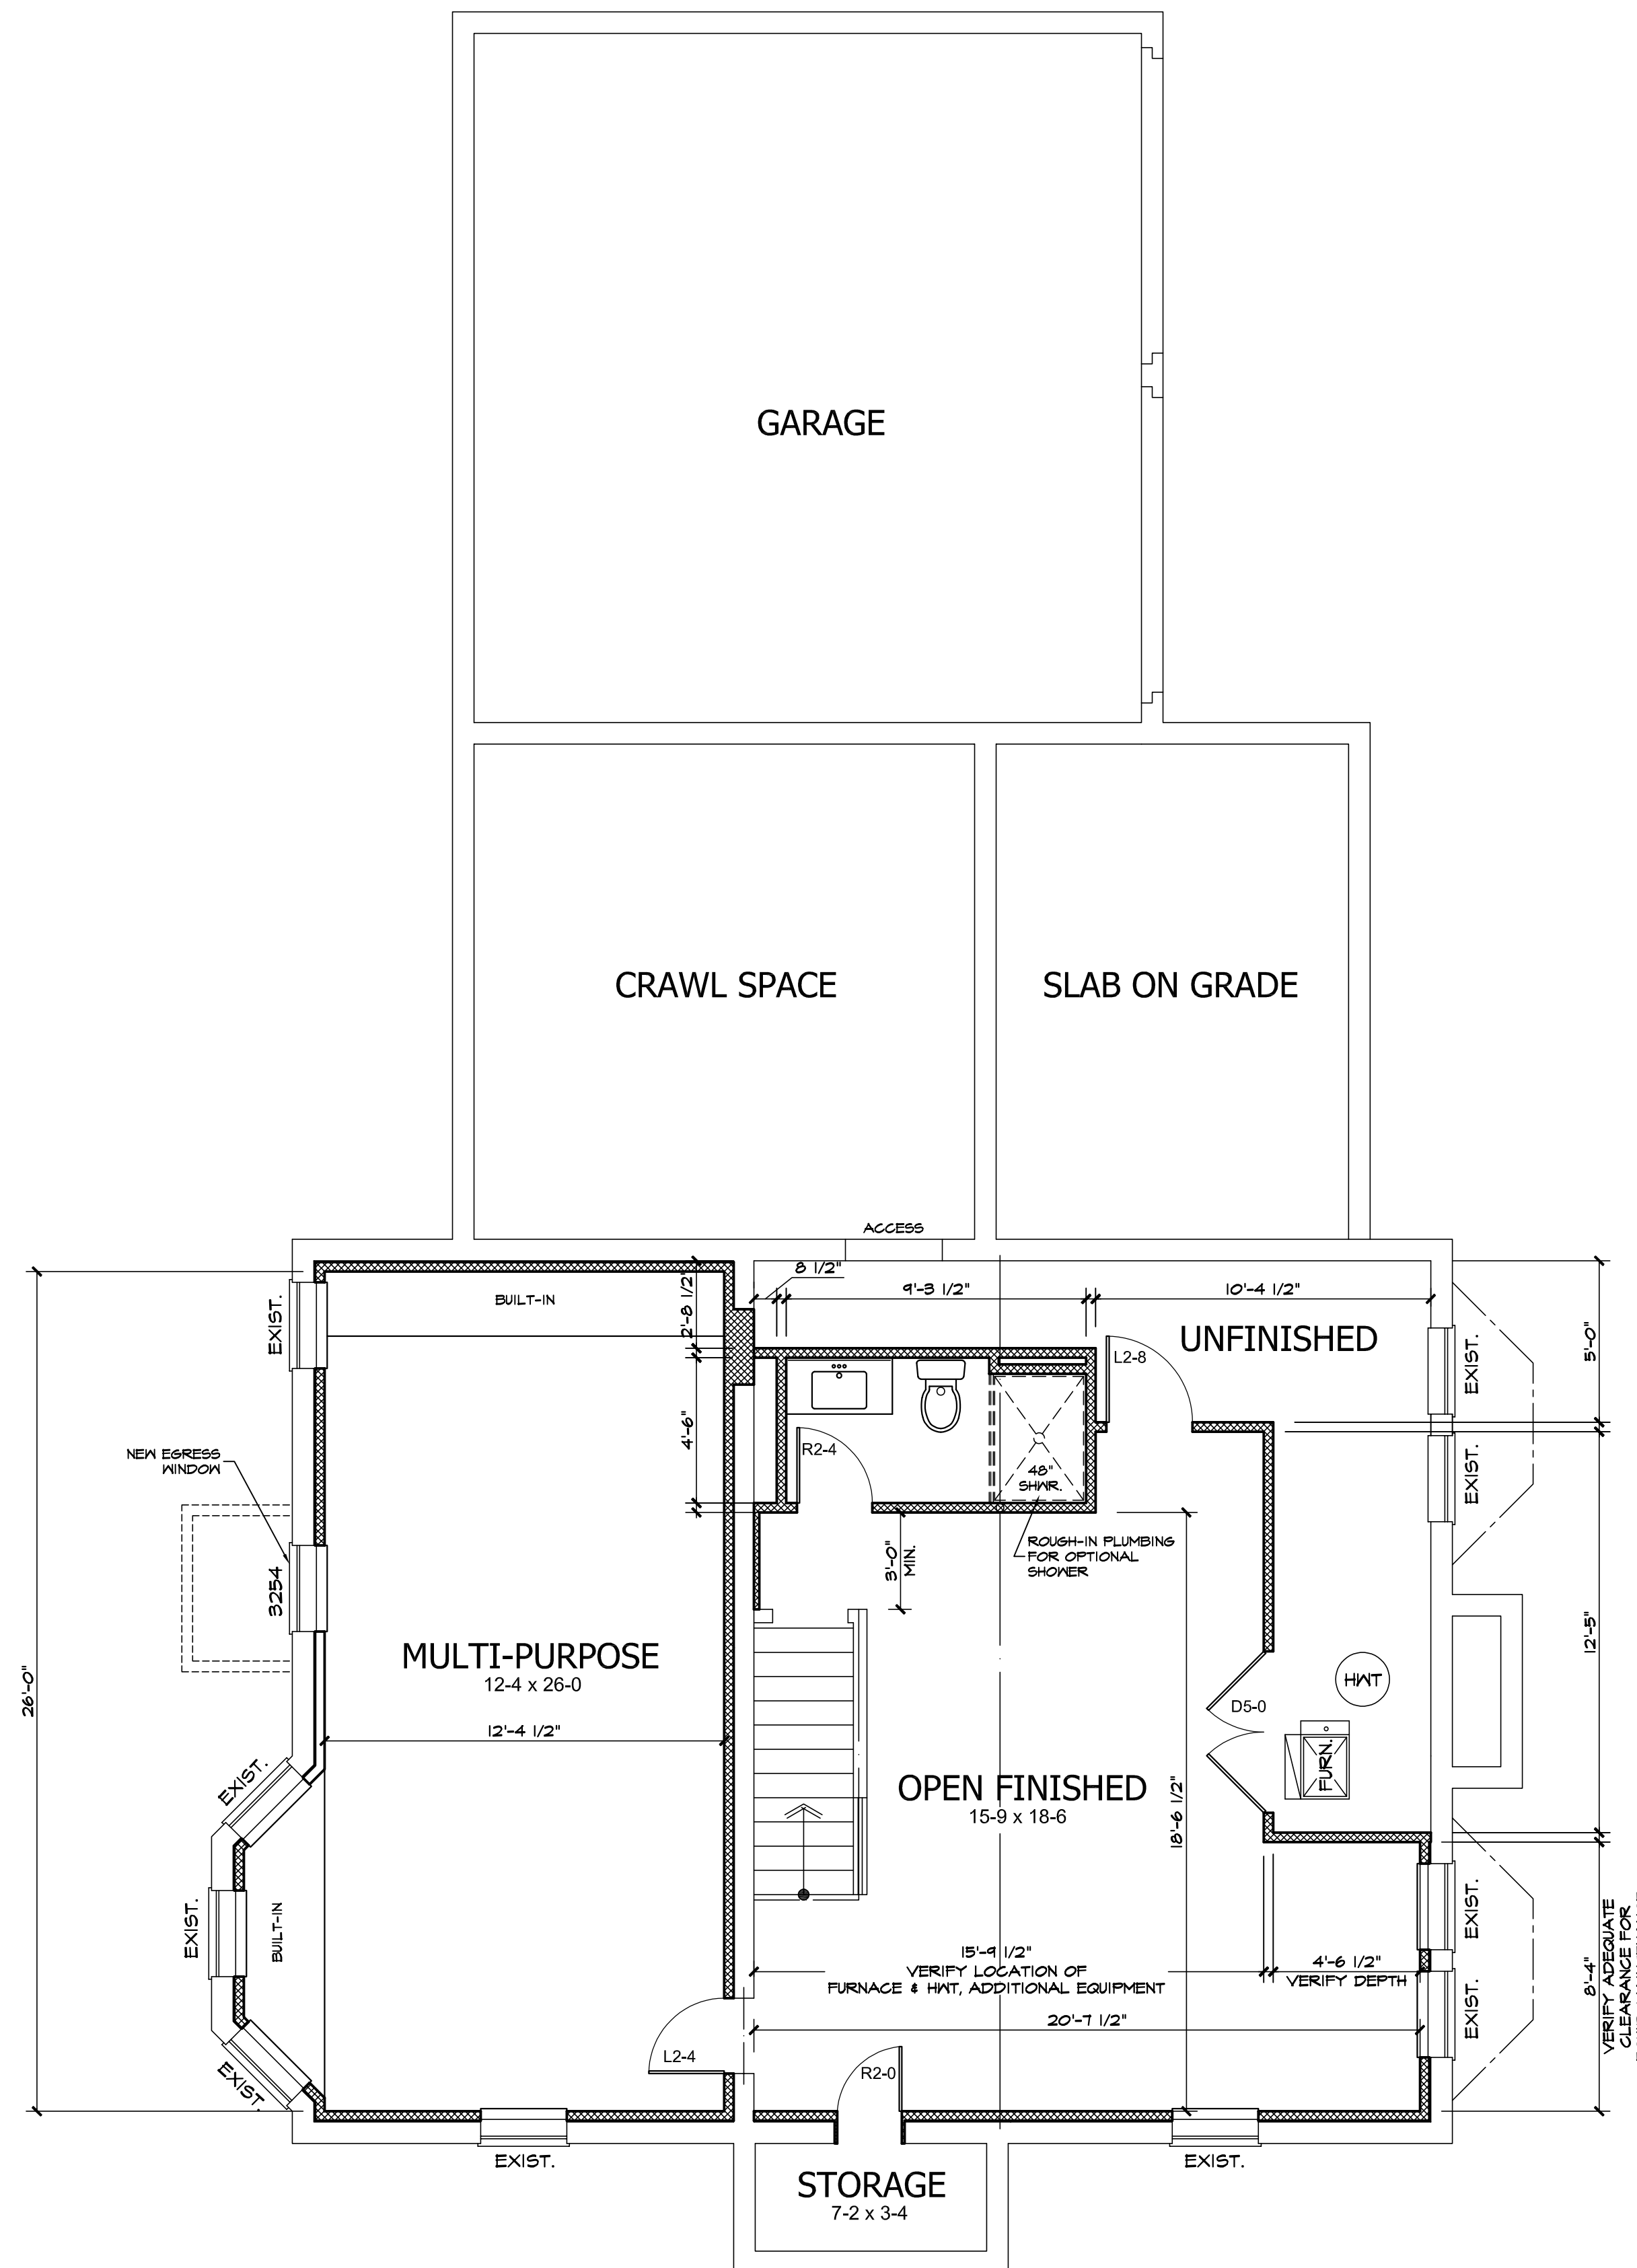 GARAGE
CRAWL SPACE
SLAB ON GRADE
ACCESS
8 1/2"
9'-3 1/2"
10'-4 1/2"
2'-8 1/2"
BUILT-IN
EXIST.
UNFINISHED
L2-8
EXIST.
5'-0"
4'-6"
R2-4
NEW EGRESS
WINDOW
48"
SHWR.
EXIST.
3254
3'-0"
MIN.
ROUGH-IN PLUMBING
FOR OPTIONAL
SHOWER
12'-5"
MULTI-PURPOSE
12-4 x 26-0
26'-0"
HWT
D5-0
12'-4 1/2"
FURN.
EXIST.
OPEN FINISHED
15-9 x 18-6
18'-6 1/2"
EXIST.
BUILT-IN
EXIST.
15'-9 1/2"
VERIFY LOCATION OF
FURNACE & HWT, ADDITIONAL EQUIPMENT
4'-6 1/2"
VERIFY DEPTH
8'-4"
VERIFY ADEQUATE
CLEARANCE FOR
20'-7 1/2"
EXIST.
L2-4
R2-0
EXIST.
EXIST.
EXIST.
STORAGE
7-2 x 3-4